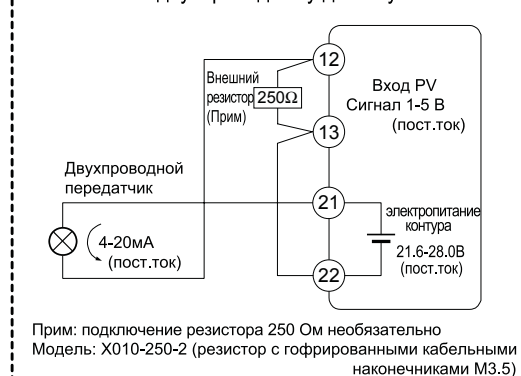 12
Внешний
резистор
(Прим)
250Ω
Вход PV
Сигнал 1-5 В
(пост.ток)
13
Двухпроводной
передатчик
21
электропитание
контура
4-20мА
(пост.ток)
21.6-28.0В
(пост.ток)
22
Прим: подключение резистора 250 Ом необязательно
Модель: X010-250-2 (резистор с гофрированными кабельными
наконечниками М3.5)